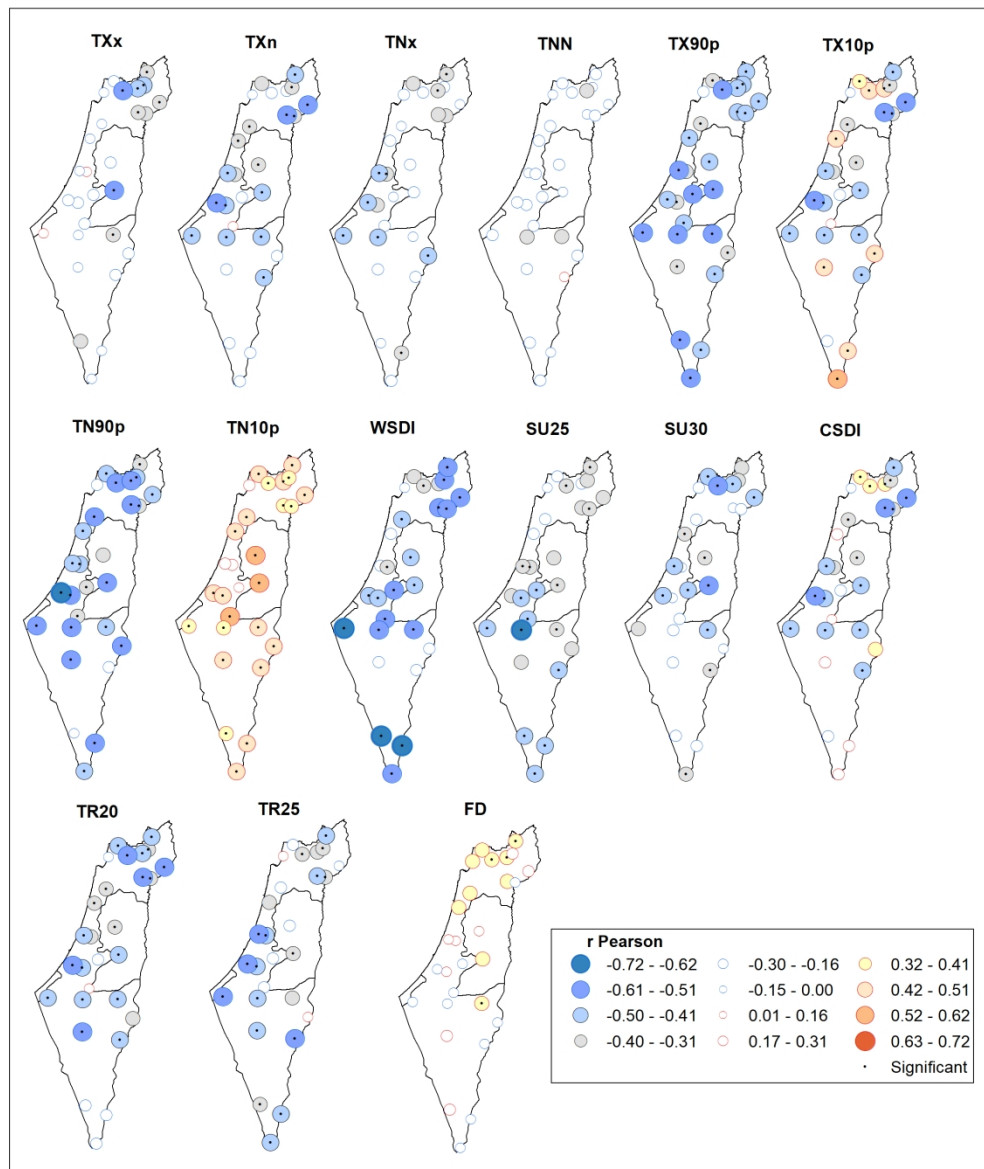 TXx TXn TNx TNN TX90p TX10p
TN90p TN10p WSDI SU25 SU30 CSDI
TR20 TR25 FD
r Pearson
-0.72 - -0.62 -0.30 - -0.16 0.32 - 0.41
-0.61 - -0.51 -0.15 - 0.00 0.42 - 0.51
-0.50 - -0.41 0.01 - 0.16 0.52 - 0.62
-0.40 - -0.31 0.17 - 0.31 0.63 - 0.72
Significant